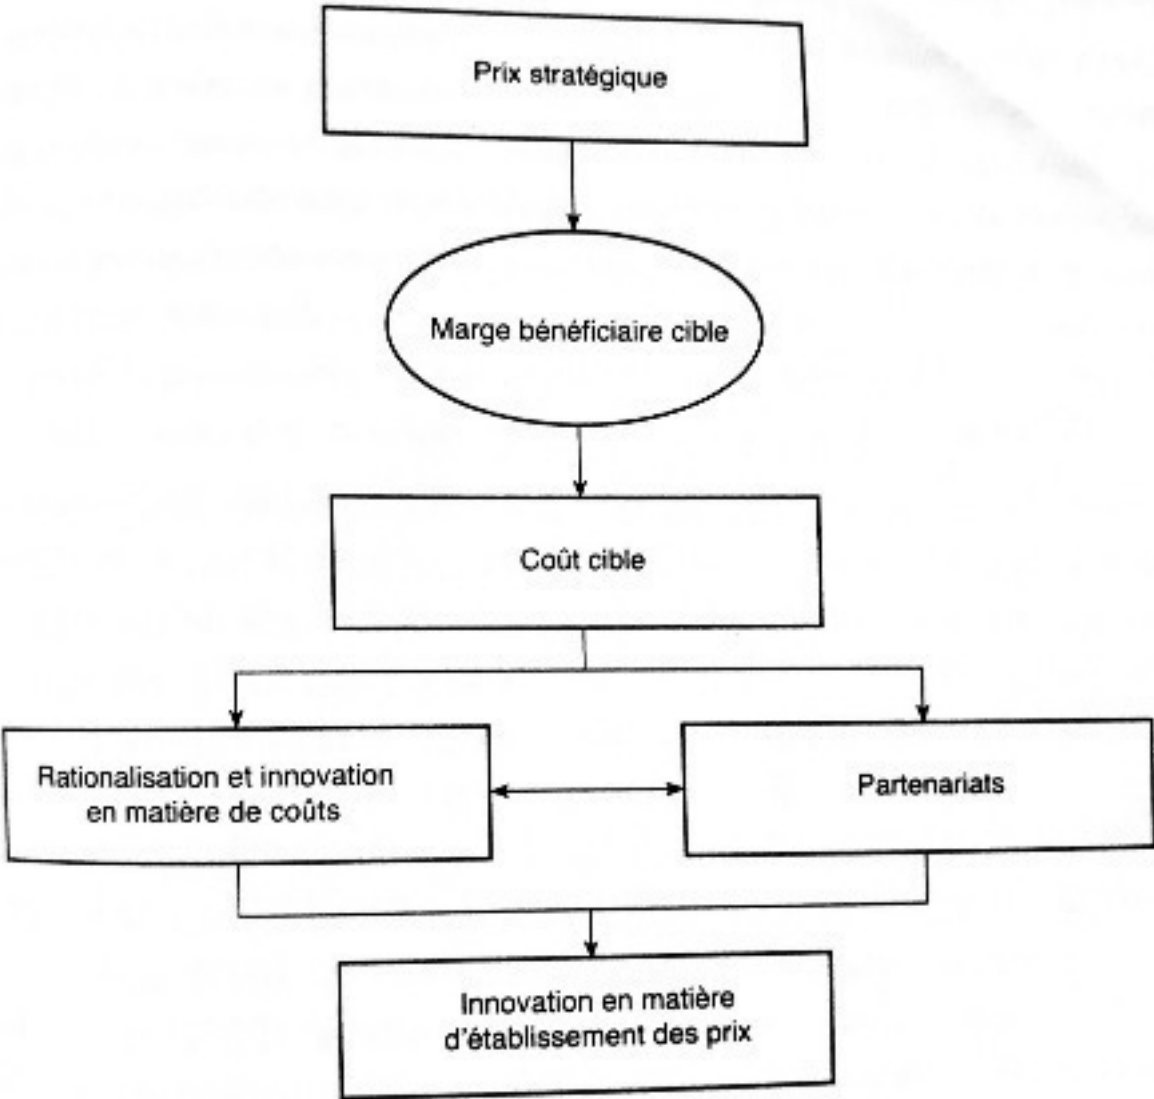 Prix stratégique
Marge bénéficiaire cible
Coût cible
Rationalisation et innovation
en matière de coûts
Partenariats
Innovation en matière
d'établissement des prix